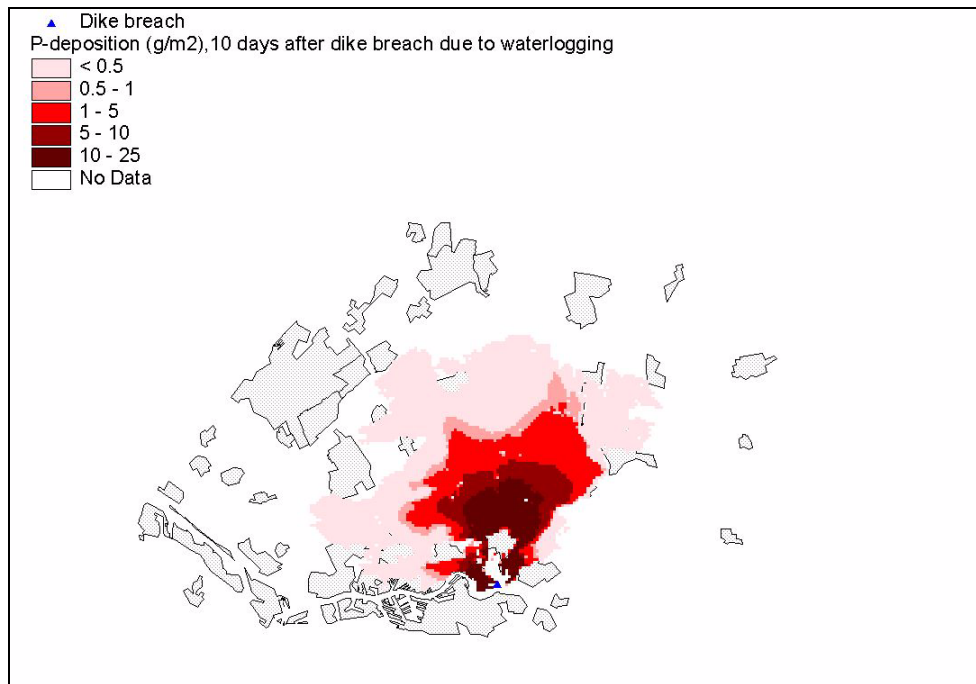 Dike breach
P-deposition (g/m2),10 days after dike breach due to waterlogging
< 0.5
0.5 - 1
1 - 5
5 - 10
10 - 25
No Data